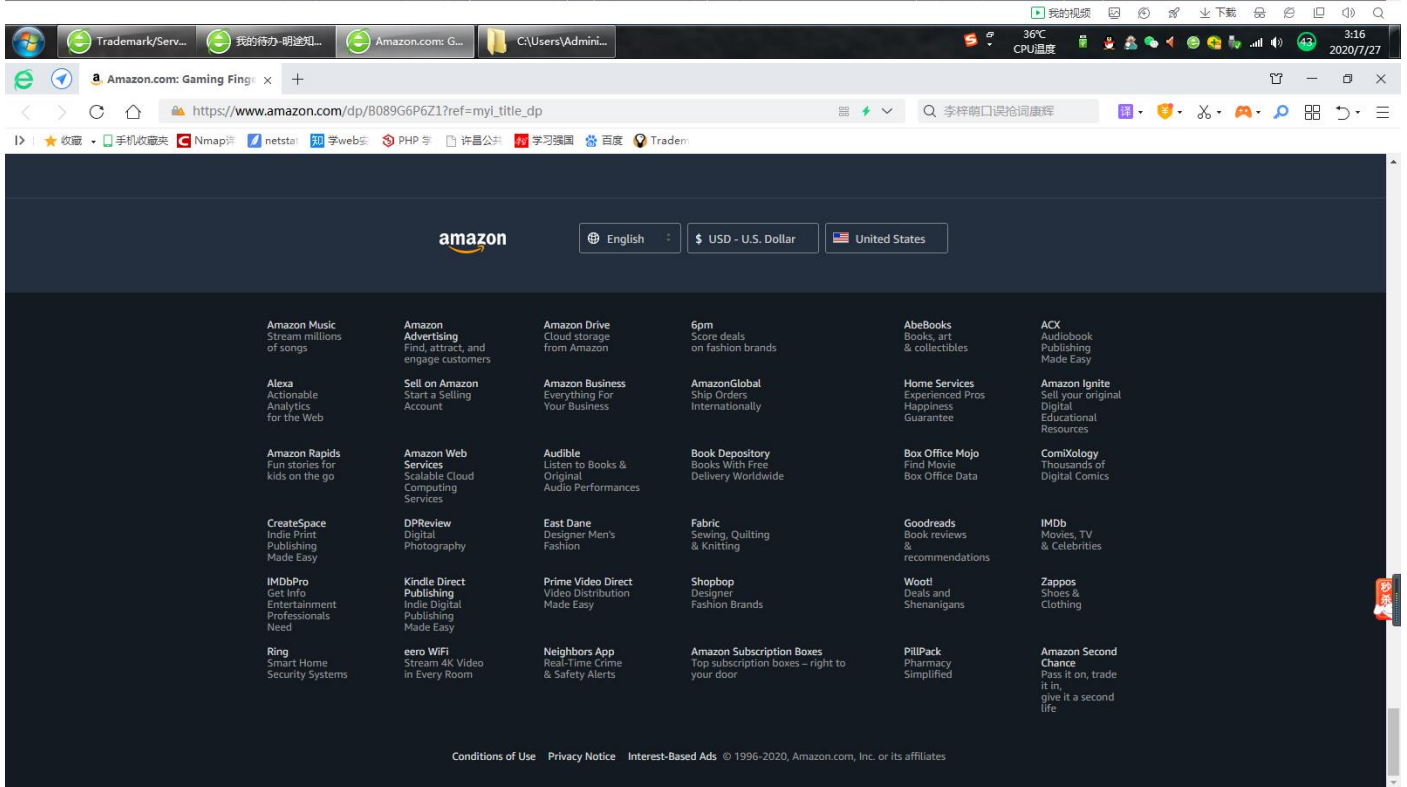 我的视频 下载
Trademark/Serv... 我的待办-明途知... Amazon.com: G... C:\Users\Admini... 36℃ CPU温度 43 3:16 2020/7/27
Amazon.com: Gaming Finge
https://www.amazon.com/dp/B089G6P6Z1?ref=myi_title_dp 李梓萌口误抢词康辉 译
收藏 手机收藏夹 Nmap详 netstat 知 学web安 PHP 学 许昌公共 学习强国 百度 Tradem
amazon English $ USD - U.S. Dollar United States
Amazon Music
Stream millions
of songs
Amazon
Advertising
Find, attract, and
engage customers
Amazon Drive
Cloud storage
from Amazon
6pm
Score deals
on fashion brands
AbeBooks
Books, art
& collectibles
ACX
Audiobook
Publishing
Made Easy
Alexa
Actionable
Analytics
for the Web
Sell on Amazon
Start a Selling
Account
Amazon Business
Everything For
Your Business
AmazonGlobal
Ship Orders
Internationally
Home Services
Experienced Pros
Happiness
Guarantee
Amazon Ignite
Sell your original
Digital
Educational
Resources
Amazon Rapids
Fun stories for
kids on the go
Amazon Web
Services
Scalable Cloud
Computing
Services
Audible
Listen to Books &
Original
Audio Performances
Book Depository
Books With Free
Delivery Worldwide
Box Office Mojo
Find Movie
Box Office Data
ComiXology
Thousands of
Digital Comics
CreateSpace
Indie Print
Publishing
Made Easy
DPReview
Digital
Photography
East Dane
Designer Men's
Fashion
Fabric
Sewing, Quilting
& Knitting
Goodreads
Book reviews
&
recommendations
IMDb
Movies, TV
& Celebrities
IMDbPro
Get Info
Entertainment
Professionals
Need
Kindle Direct
Publishing
Indie Digital
Publishing
Made Easy
Prime Video Direct
Video Distribution
Made Easy
Shopbop
Designer
Fashion Brands
Woot!
Deals and
Shenanigans
Zappos
Shoes &
Clothing
秒杀
Ring
Smart Home
Security Systems
eero WiFi
Stream 4K Video
in Every Room
Neighbors App
Real-Time Crime
& Safety Alerts
Amazon Subscription Boxes
Top subscription boxes – right to
your door
PillPack
Pharmacy
Simplified
Amazon Second
Chance
Pass it on, trade
it in,
give it a second
life
Conditions of Use Privacy Notice Interest-Based Ads © 1996-2020, Amazon.com, Inc. or its affiliates